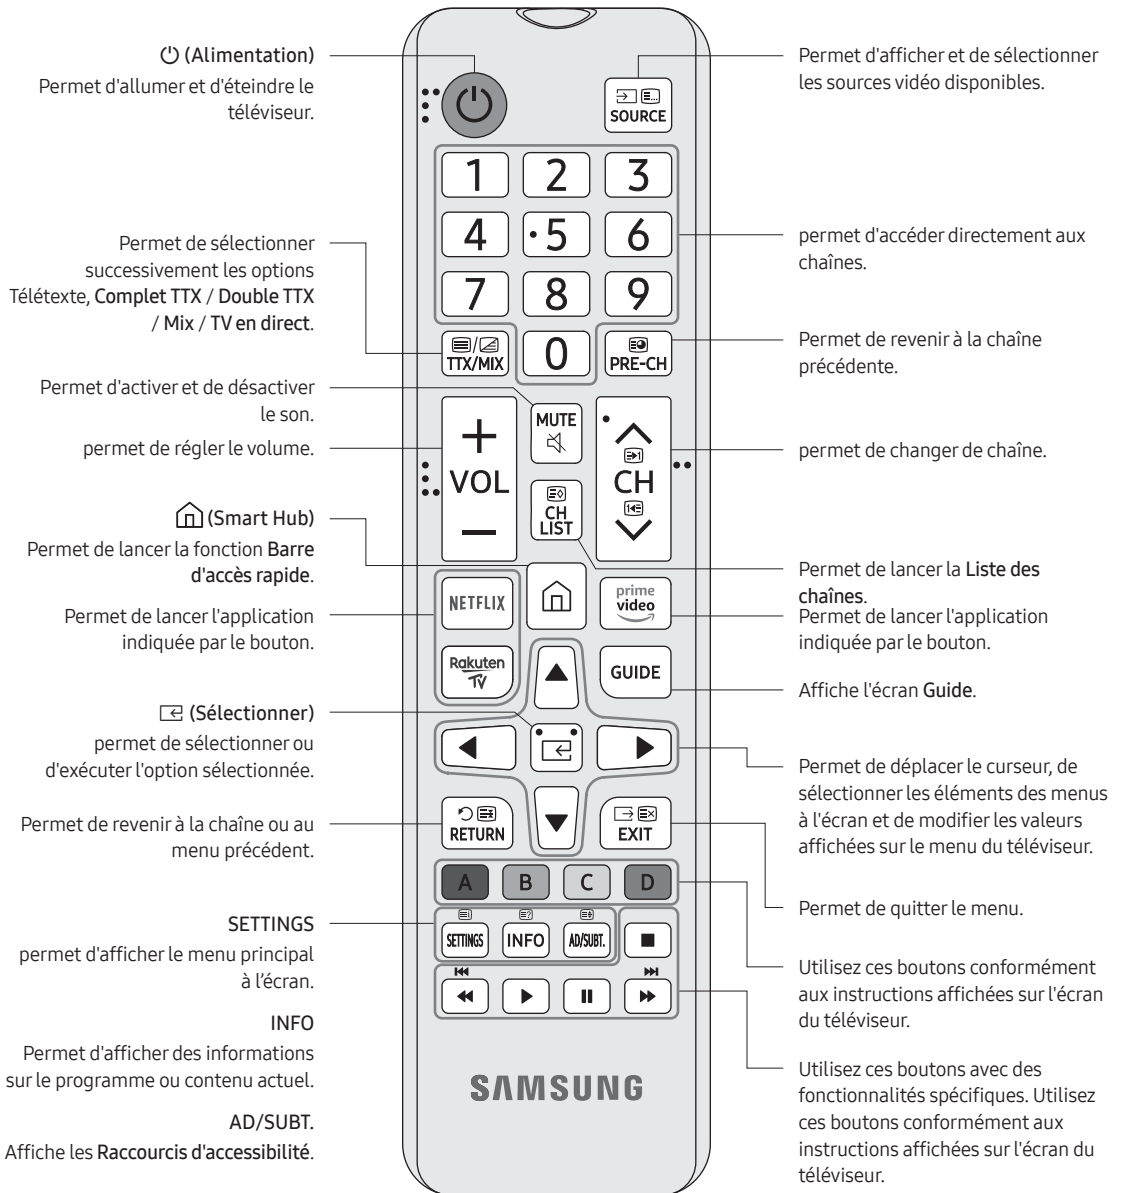 (Alimentation)
Permet d'allumer et d'éteindre le
téléviseur.
Permet de sélectionner
successivement les options
Télétexte, Complet TTX / Double TTX
/ Mix / TV en direct.
Permet d'activer et de désactiver
le son.
permet de régler le volume.
(Smart Hub)
Permet de lancer la fonction Barre
d'accès rapide.
Permet de lancer l'application
indiquée par le bouton.
(Sélectionner)
permet de sélectionner ou
d'exécuter l'option sélectionnée.
Permet de revenir à la chaîne ou au
menu précédent.
SETTINGS
permet d'afficher le menu principal
à l’écran.
INFO
Permet d'afficher des informations
sur le programme ou contenu actuel.
AD/SUBT.
Affiche les Raccourcis d'accessibilité.
SOURCE
1 2 3
4 5 6
7 8 9
TTX/MIX 0 PRE-CH
MUTE
+
VOL
−
CH
CH
LIST
NETFLIX
prime
video
Rakuten
TV
GUIDE
RETURN
EXIT
A B C D
SETTINGS INFO AD/SUBT.
SAMSUNG
Permet d'afficher et de sélectionner
les sources vidéo disponibles.
permet d'accéder directement aux
chaînes.
Permet de revenir à la chaîne
précédente.
permet de changer de chaîne.
Permet de lancer la Liste des
chaînes.
Permet de lancer l'application
indiquée par le bouton.
Affiche l'écran Guide.
Permet de déplacer le curseur, de
sélectionner les éléments des menus
à l'écran et de modifier les valeurs
affichées sur le menu du téléviseur.
Permet de quitter le menu.
Utilisez ces boutons conformément
aux instructions affichées sur l'écran
du téléviseur.
Utilisez ces boutons avec des
fonctionnalités spécifiques. Utilisez
ces boutons conformément aux
instructions affichées sur l'écran du
téléviseur.